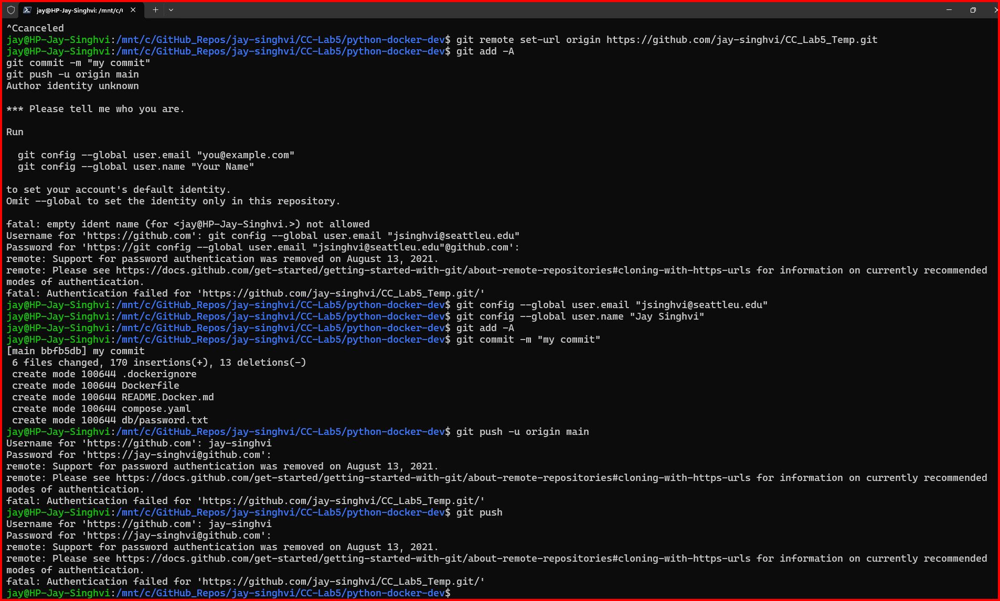 jay@HP-Jay-Singhvi: /mnt/c/
^Ccanceled
jay@HP-Jay-Singhvi:/mnt/c/GitHub_Repos/jay-singhvi/CC-Lab5/python-docker-dev$ git remote set-url origin https://github.com/jay-singhvi/CC_Lab5_Temp.git
jay@HP-Jay-Singhvi:/mnt/c/GitHub_Repos/jay-singhvi/CC-Lab5/python-docker-dev$ git add -A
git commit -m "my commit"
git push -u origin main
Author identity unknown
*** Please tell me who you are.
Run
git config --global user.email "you@example.com"
git config --global user.name "Your Name"
to set your account's default identity.
Omit --global to set the identity only in this repository.
fatal: empty ident name (for <jay@HP-Jay-Singhvi.>) not allowed
Username for 'https://github.com': git config --global user.email "jsinghvi@seattleu.edu"
Password for 'https://git config --global user.email "jsinghvi@seattleu.edu"@github.com':
remote: Support for password authentication was removed on August 13, 2021.
remote: Please see https://docs.github.com/get-started/getting-started-with-git/about-remote-repositories#cloning-with-https-urls for information on currently recommended
modes of authentication.
fatal: Authentication failed for 'https://github.com/jay-singhvi/CC_Lab5_Temp.git/'
jay@HP-Jay-Singhvi:/mnt/c/GitHub_Repos/jay-singhvi/CC-Lab5/python-docker-dev$ git config --global user.email "jsinghvi@seattleu.edu"
jay@HP-Jay-Singhvi:/mnt/c/GitHub_Repos/jay-singhvi/CC-Lab5/python-docker-dev$ git config --global user.name "Jay Singhvi"
jay@HP-Jay-Singhvi:/mnt/c/GitHub_Repos/jay-singhvi/CC-Lab5/python-docker-dev$ git add -A
jay@HP-Jay-Singhvi:/mnt/c/GitHub_Repos/jay-singhvi/CC-Lab5/python-docker-dev$ git commit -m "my commit"
[main bbfb5db] my commit
6 files changed, 170 insertions(+), 13 deletions(-)
create mode 100644 .dockerignore
create mode 100644 Dockerfile
create mode 100644 README.Docker.md
create mode 100644 compose.yaml
create mode 100644 db/password.txt
jay@HP-Jay-Singhvi:/mnt/c/GitHub_Repos/jay-singhvi/CC-Lab5/python-docker-dev$ git push -u origin main
Username for 'https://github.com': jay-singhvi
Password for 'https://jay-singhvi@github.com':
remote: Support for password authentication was removed on August 13, 2021.
remote: Please see https://docs.github.com/get-started/getting-started-with-git/about-remote-repositories#cloning-with-https-urls for information on currently recommended
modes of authentication.
fatal: Authentication failed for 'https://github.com/jay-singhvi/CC_Lab5_Temp.git/'
jay@HP-Jay-Singhvi:/mnt/c/GitHub_Repos/jay-singhvi/CC-Lab5/python-docker-dev$ git push
Username for 'https://github.com': jay-singhvi
Password for 'https://jay-singhvi@github.com':
remote: Support for password authentication was removed on August 13, 2021.
remote: Please see https://docs.github.com/get-started/getting-started-with-git/about-remote-repositories#cloning-with-https-urls for information on currently recommended
modes of authentication.
fatal: Authentication failed for 'https://github.com/jay-singhvi/CC_Lab5_Temp.git/'
jay@HP-Jay-Singhvi:/mnt/c/GitHub_Repos/jay-singhvi/CC-Lab5/python-docker-dev$